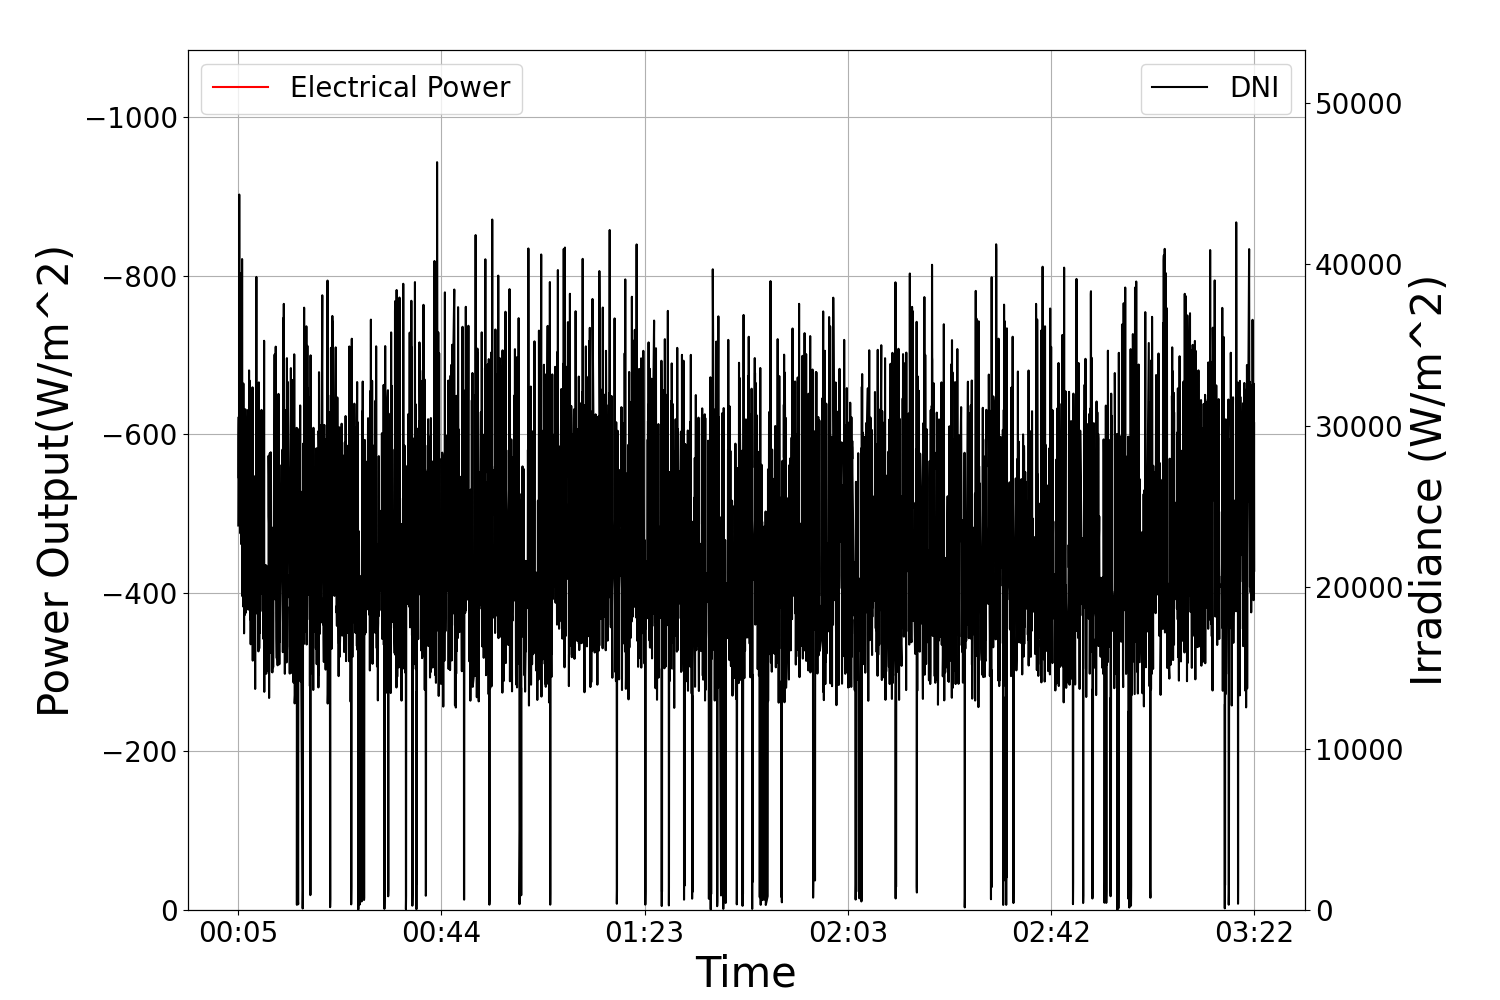 Electrical Power
DNI
−1000
−800
−600
−400
−200
0
Power Output(W/m^2)
50000
40000
30000
20000
10000
0
Irradiance (W/m^2)
00:05 00:44 01:23 02:03 02:42 03:22
Time